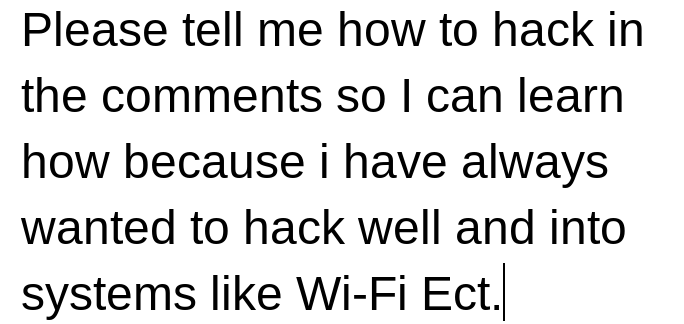 Please tell me how to hack in
the comments so I can learn
how because i have always
wanted to hack well and into
systems like Wi-Fi Ect.